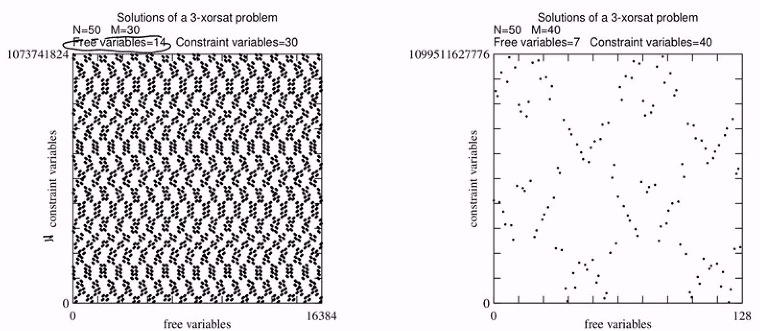 Solutions of a 3-xorsat problem
N=50 M=30
Free variables=14 Constraint variables=30
1073741824
constraint variables
0
0
16384
free variables
Solutions of a 3-xorsat problem
N=50 M=40
Free variables=7 Constraint variables=40
1099511627776
constraint variables
0
0
128
free variables